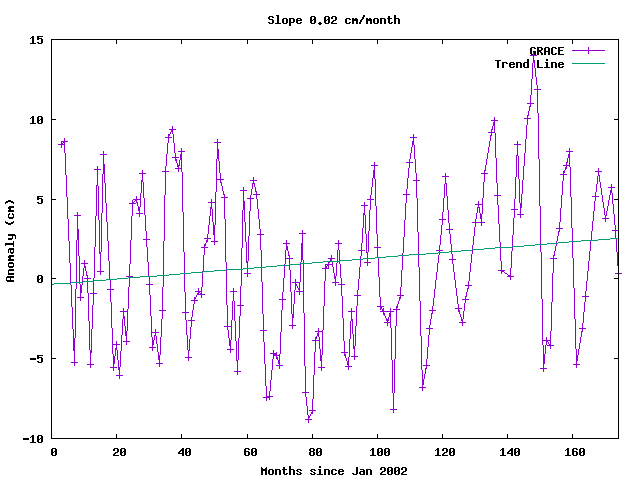 Slope 0.02 cm/month
GRACE
Trend Line
15
10
5
0
-5
-10
Anomaly (cm)
0 20 40 60 80 100 120 140 160
Months since Jan 2002